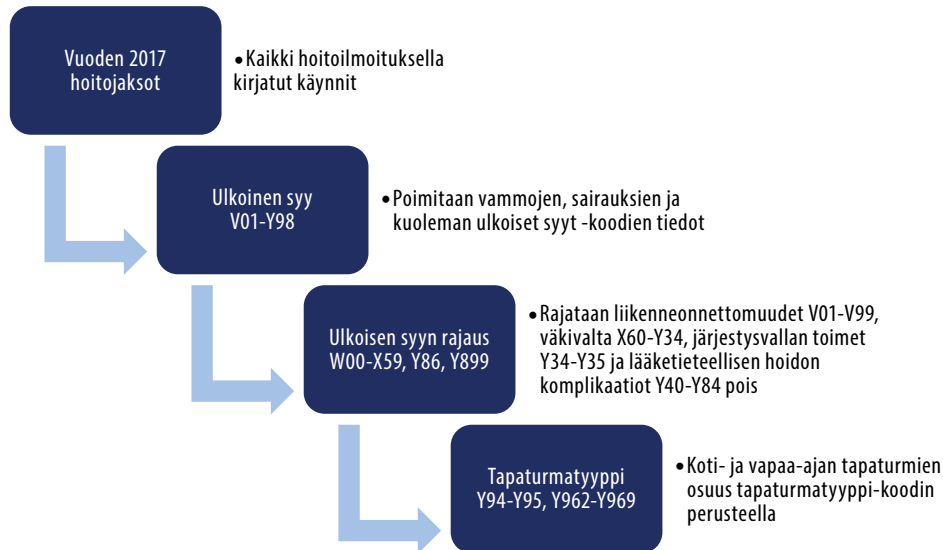 Vuoden 2017
hoitojaksot
•Kaikki hoitoilmoituksella
kirjatut käynnit
Ulkoinen syy
V01-Y98
•Poimitaan vammojen, sairauksien ja
kuoleman ulkoiset syyt -koodien tiedot
Ulkoisen syyn rajaus
W00-X59, Y86, Y899
•Rajataan liikenneonnettomuudet V01-V99,
väkivalta X60-Y34, järjestysvallan toimet
Y34-Y35 ja lääketieteellisen hoidon
komplikaatiot Y40-Y84 pois
Tapaturmatyyppi
Y94-Y95, Y962-Y969
•Koti- ja vapaa-ajan tapaturmien
osuus tapaturmatyyppi-koodin
perusteella